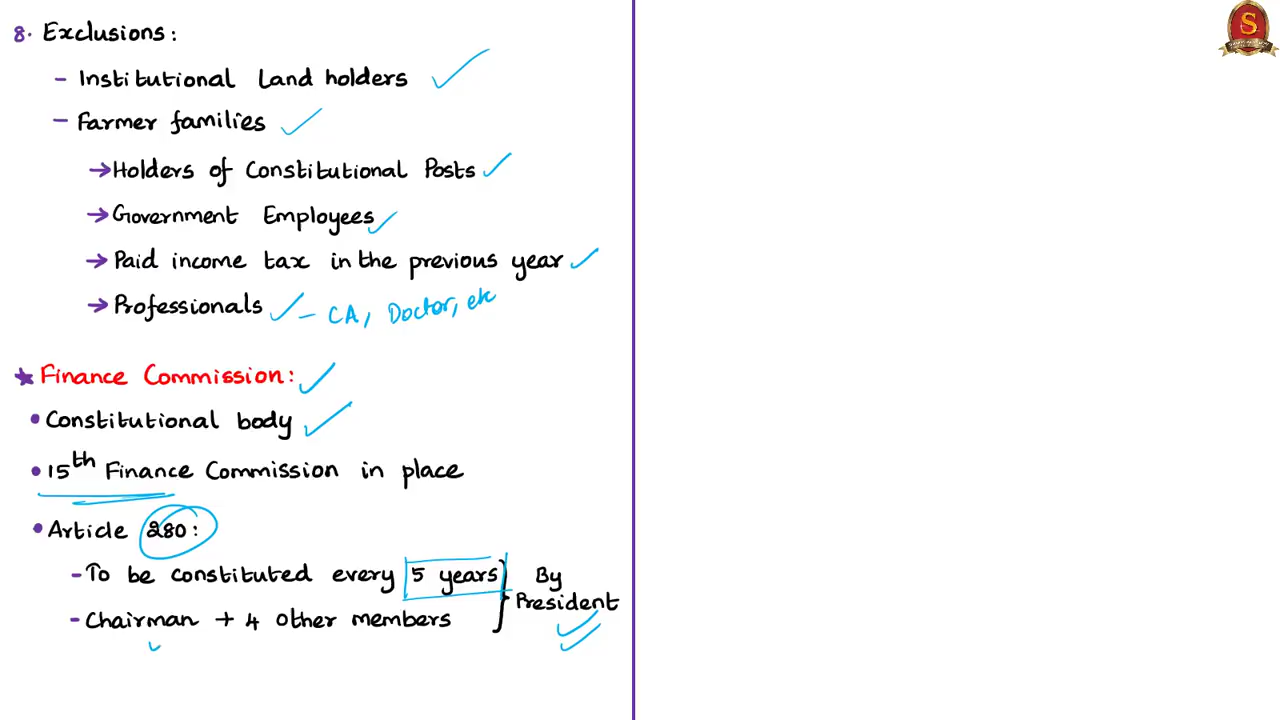 8. Exclusions:
- Institutional Land holders
- Farmer families
→ Holders of Constitutional Posts
→ Government Employees
→ Paid income tax in the previous year
→ Professionals - CA, Doctor, etc
★ Finance Commission:
• Constitutional body
• 15th Finance Commission in place
• Article 280:
- To be constituted every 5 years
- Chairman + 4 other members
} By President
S